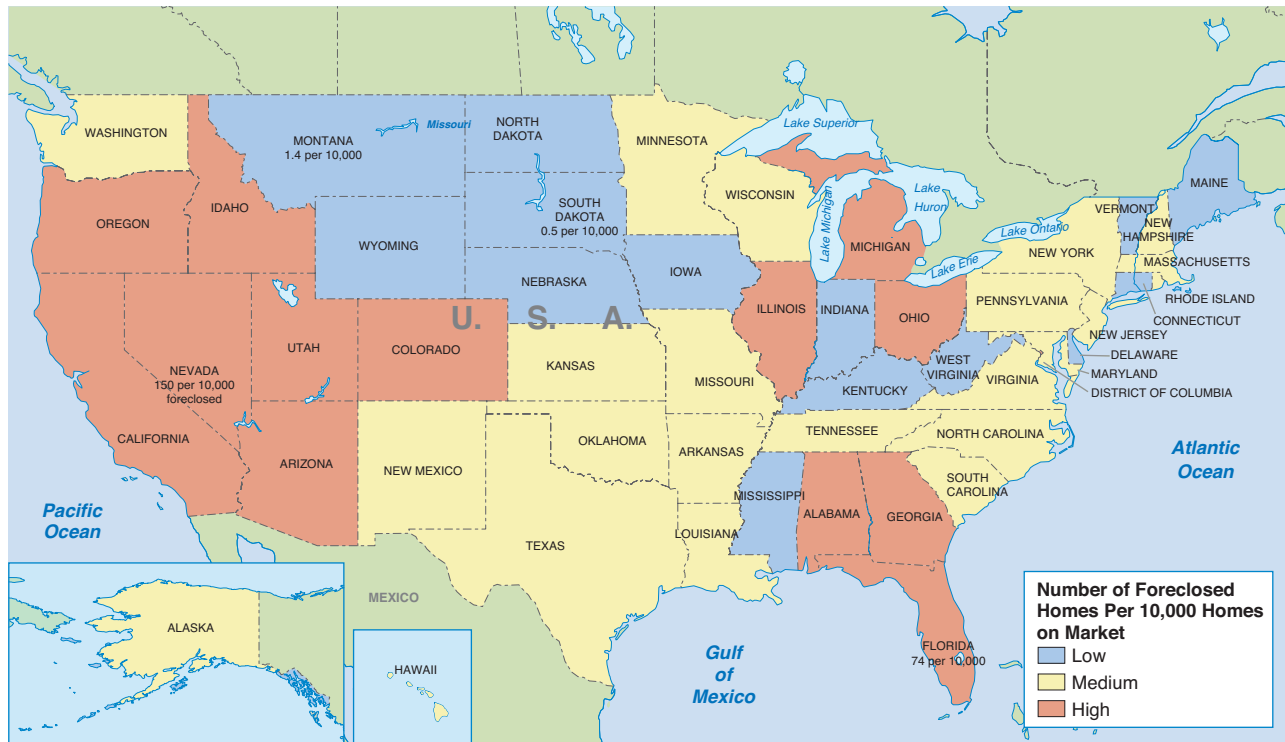 WASHINGTON
MONTANA
1.4 per 10,000
Missouri
NORTH
DAKOTA
MINNESOTA
Lake Superior
OREGON
IDAHO
WYOMING
SOUTH
DAKOTA
0.5 per 10,000
WISCONSIN
Lake Michigan
Lake
Huron
MICHIGAN
Lake Ontario
Lake Erie
MAINE
VERMONT
NEW
HAMPSHIRE
NEW YORK
MASSACHUSETTS
RHODE ISLAND
CONNECTICUT
PENNSYLVANIA
NEW JERSEY
DELAWARE
MARYLAND
DISTRICT OF COLUMBIA
NEBRASKA
IOWA
ILLINOIS
INDIANA
OHIO
U. S. A.
NEVADA
150 per 10,000
foreclosed
UTAH
COLORADO
KANSAS
MISSOURI
KENTUCKY
WEST
VIRGINIA
VIRGINIA
CALIFORNIA
ARIZONA
NEW MEXICO
OKLAHOMA
ARKANSAS
TENNESSEE
NORTH CAROLINA
SOUTH
CAROLINA
TEXAS
LOUISIANA
MISSISSIPPI
ALABAMA
GEORGIA
FLORIDA
74 per 10,000
Pacific
Ocean
Atlantic
Ocean
MEXICO
ALASKA
HAWAII
Gulf
of
Mexico
Number of Foreclosed
Homes Per 10,000 Homes
on Market
Low
Medium
High